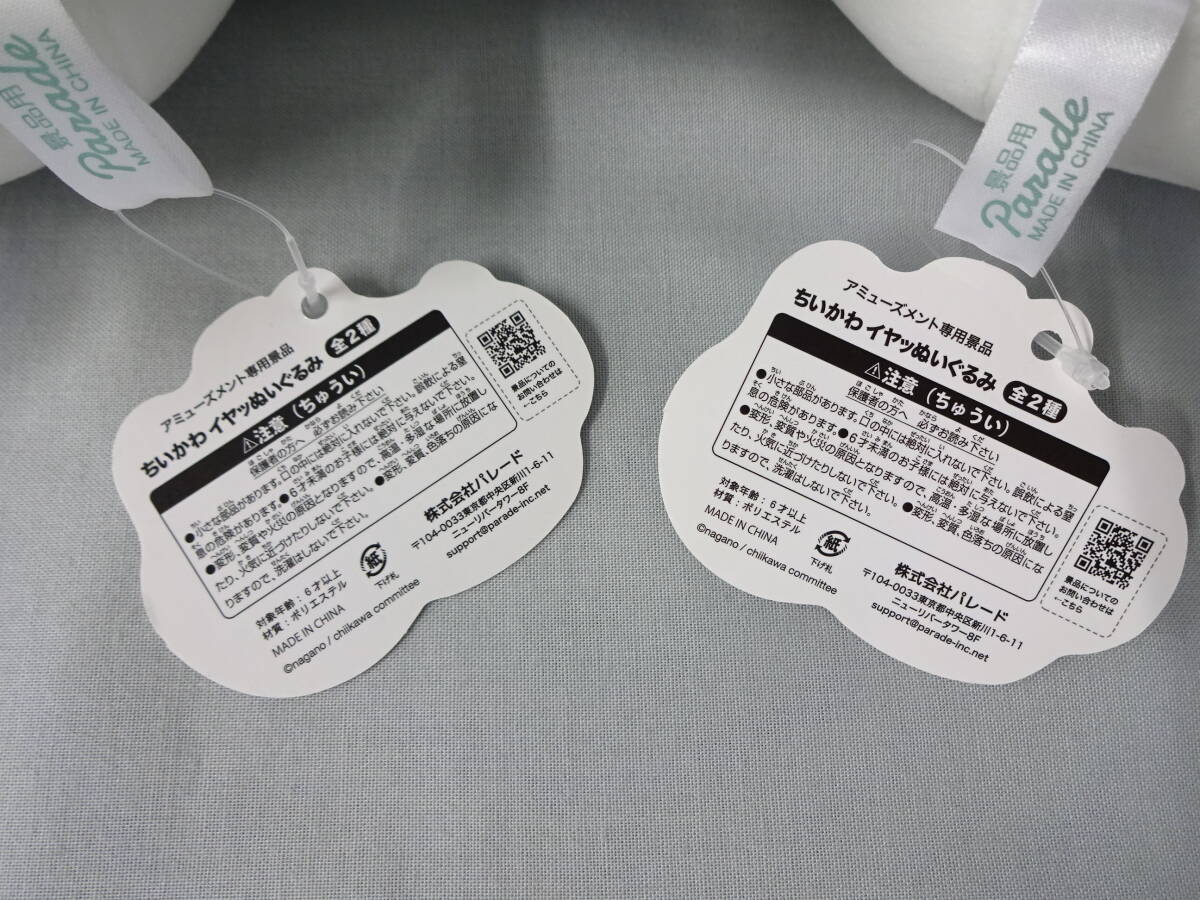 景品用
Parade
MADE IN CHINA
アミューズメント専用景品
ちいかわ イヤッぬいぐるみ 全2種
⚠注意（ちゅうい）
保護者の方へ 必ずお読み下さい
●小さな部品があります。口の中には絶対に入れないで下さい。誤飲による窒
息の危険があります。●6才未満のお子様には絶対に与えないで下さい。
●変形、変質や火災の原因となりますので、高温・多湿な場所に放置し
たり、火気に近づけたりしないで下さい。●変形、変質、色落ちの原因にな
りますので、洗濯はしないで下さい。
対象年齢：6才以上
材質：ポリエステル
MADE IN CHINA
©nagano / chiikawa committee
紙
下げ札
株式会社パレード
〒104-0033東京都中央区新川1-6-11
ニューリバータワー8F
support@parade-inc.net
景品についての
お問い合わせは
←こちら
景品用
Parade
MADE IN CHINA
アミューズメント専用景品
ちいかわ イヤッぬいぐるみ 全2種
⚠注意（ちゅうい）
保護者の方へ 必ずお読み下さい
●小さな部品があります。口の中には絶対に入れないで下さい。誤飲による窒
息の危険があります。●6才未満のお子様には絶対に与えないで下さい。
●変形、変質や火災の原因となりますので、高温・多湿な場所に放置し
たり、火気に近づけたりしないで下さい。●変形、変質、色落ちの原因にな
りますので、洗濯はしないで下さい。
対象年齢：6才以上
材質：ポリエステル
MADE IN CHINA
©nagano / chiikawa committee
紙
下げ札
株式会社パレード
〒104-0033東京都中央区新川1-6-11
ニューリバータワー8F
support@parade-inc.net
景品についての
お問い合わせは
←こちら